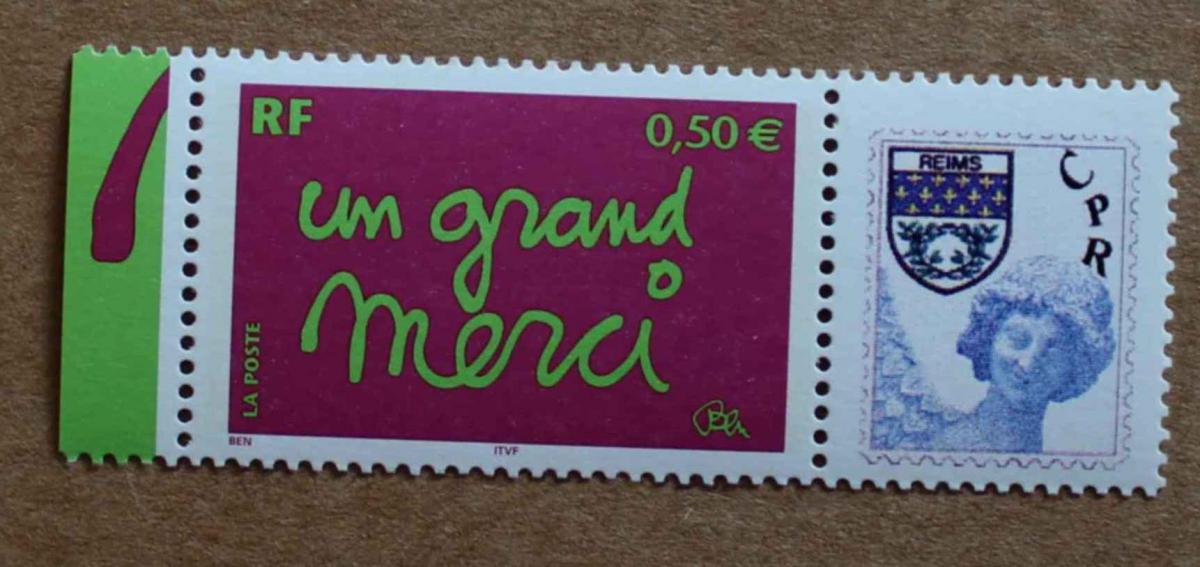 RF
0,50 €
un grand
merci
LA POSTE
Ben
BEN
ITVF
REIMS
CPR